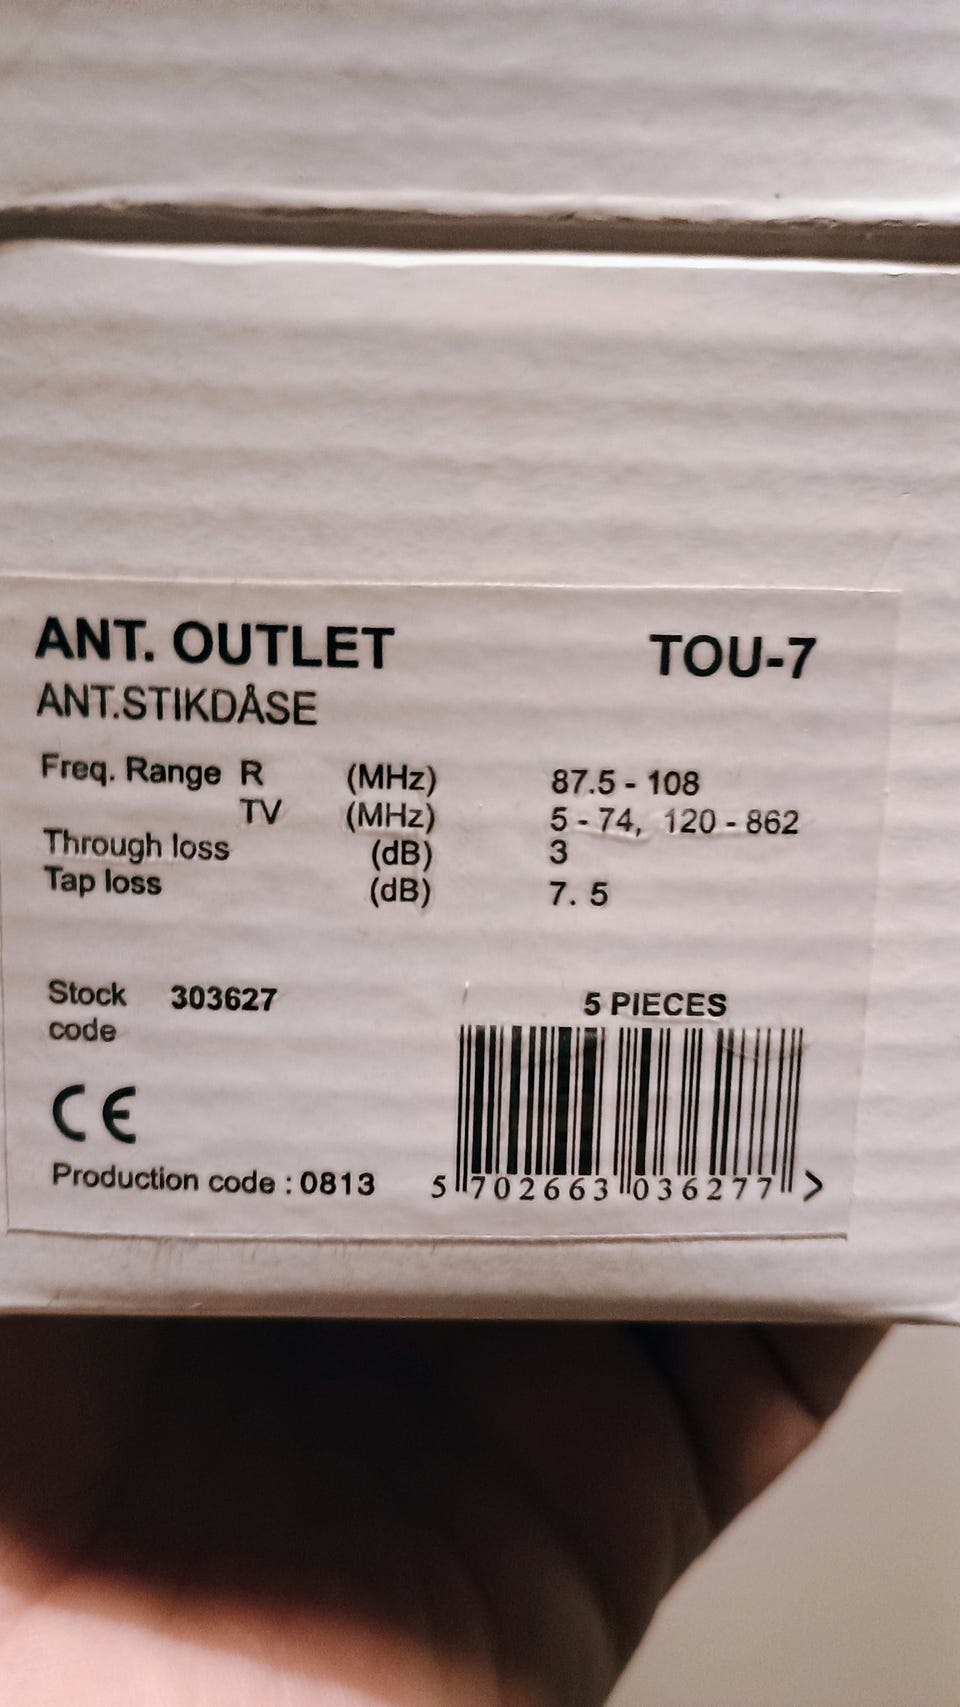 ANT. OUTLET TOU-7
ANT.STIKDÅSE
Freq. Range R (MHz) 87.5 - 108
TV (MHz) 5 - 74, 120 - 862
Through loss (dB) 3
Tap loss (dB) 7. 5
Stock code 303627
5 PIECES
CE
Production code : 0813
5 702663 036277 >